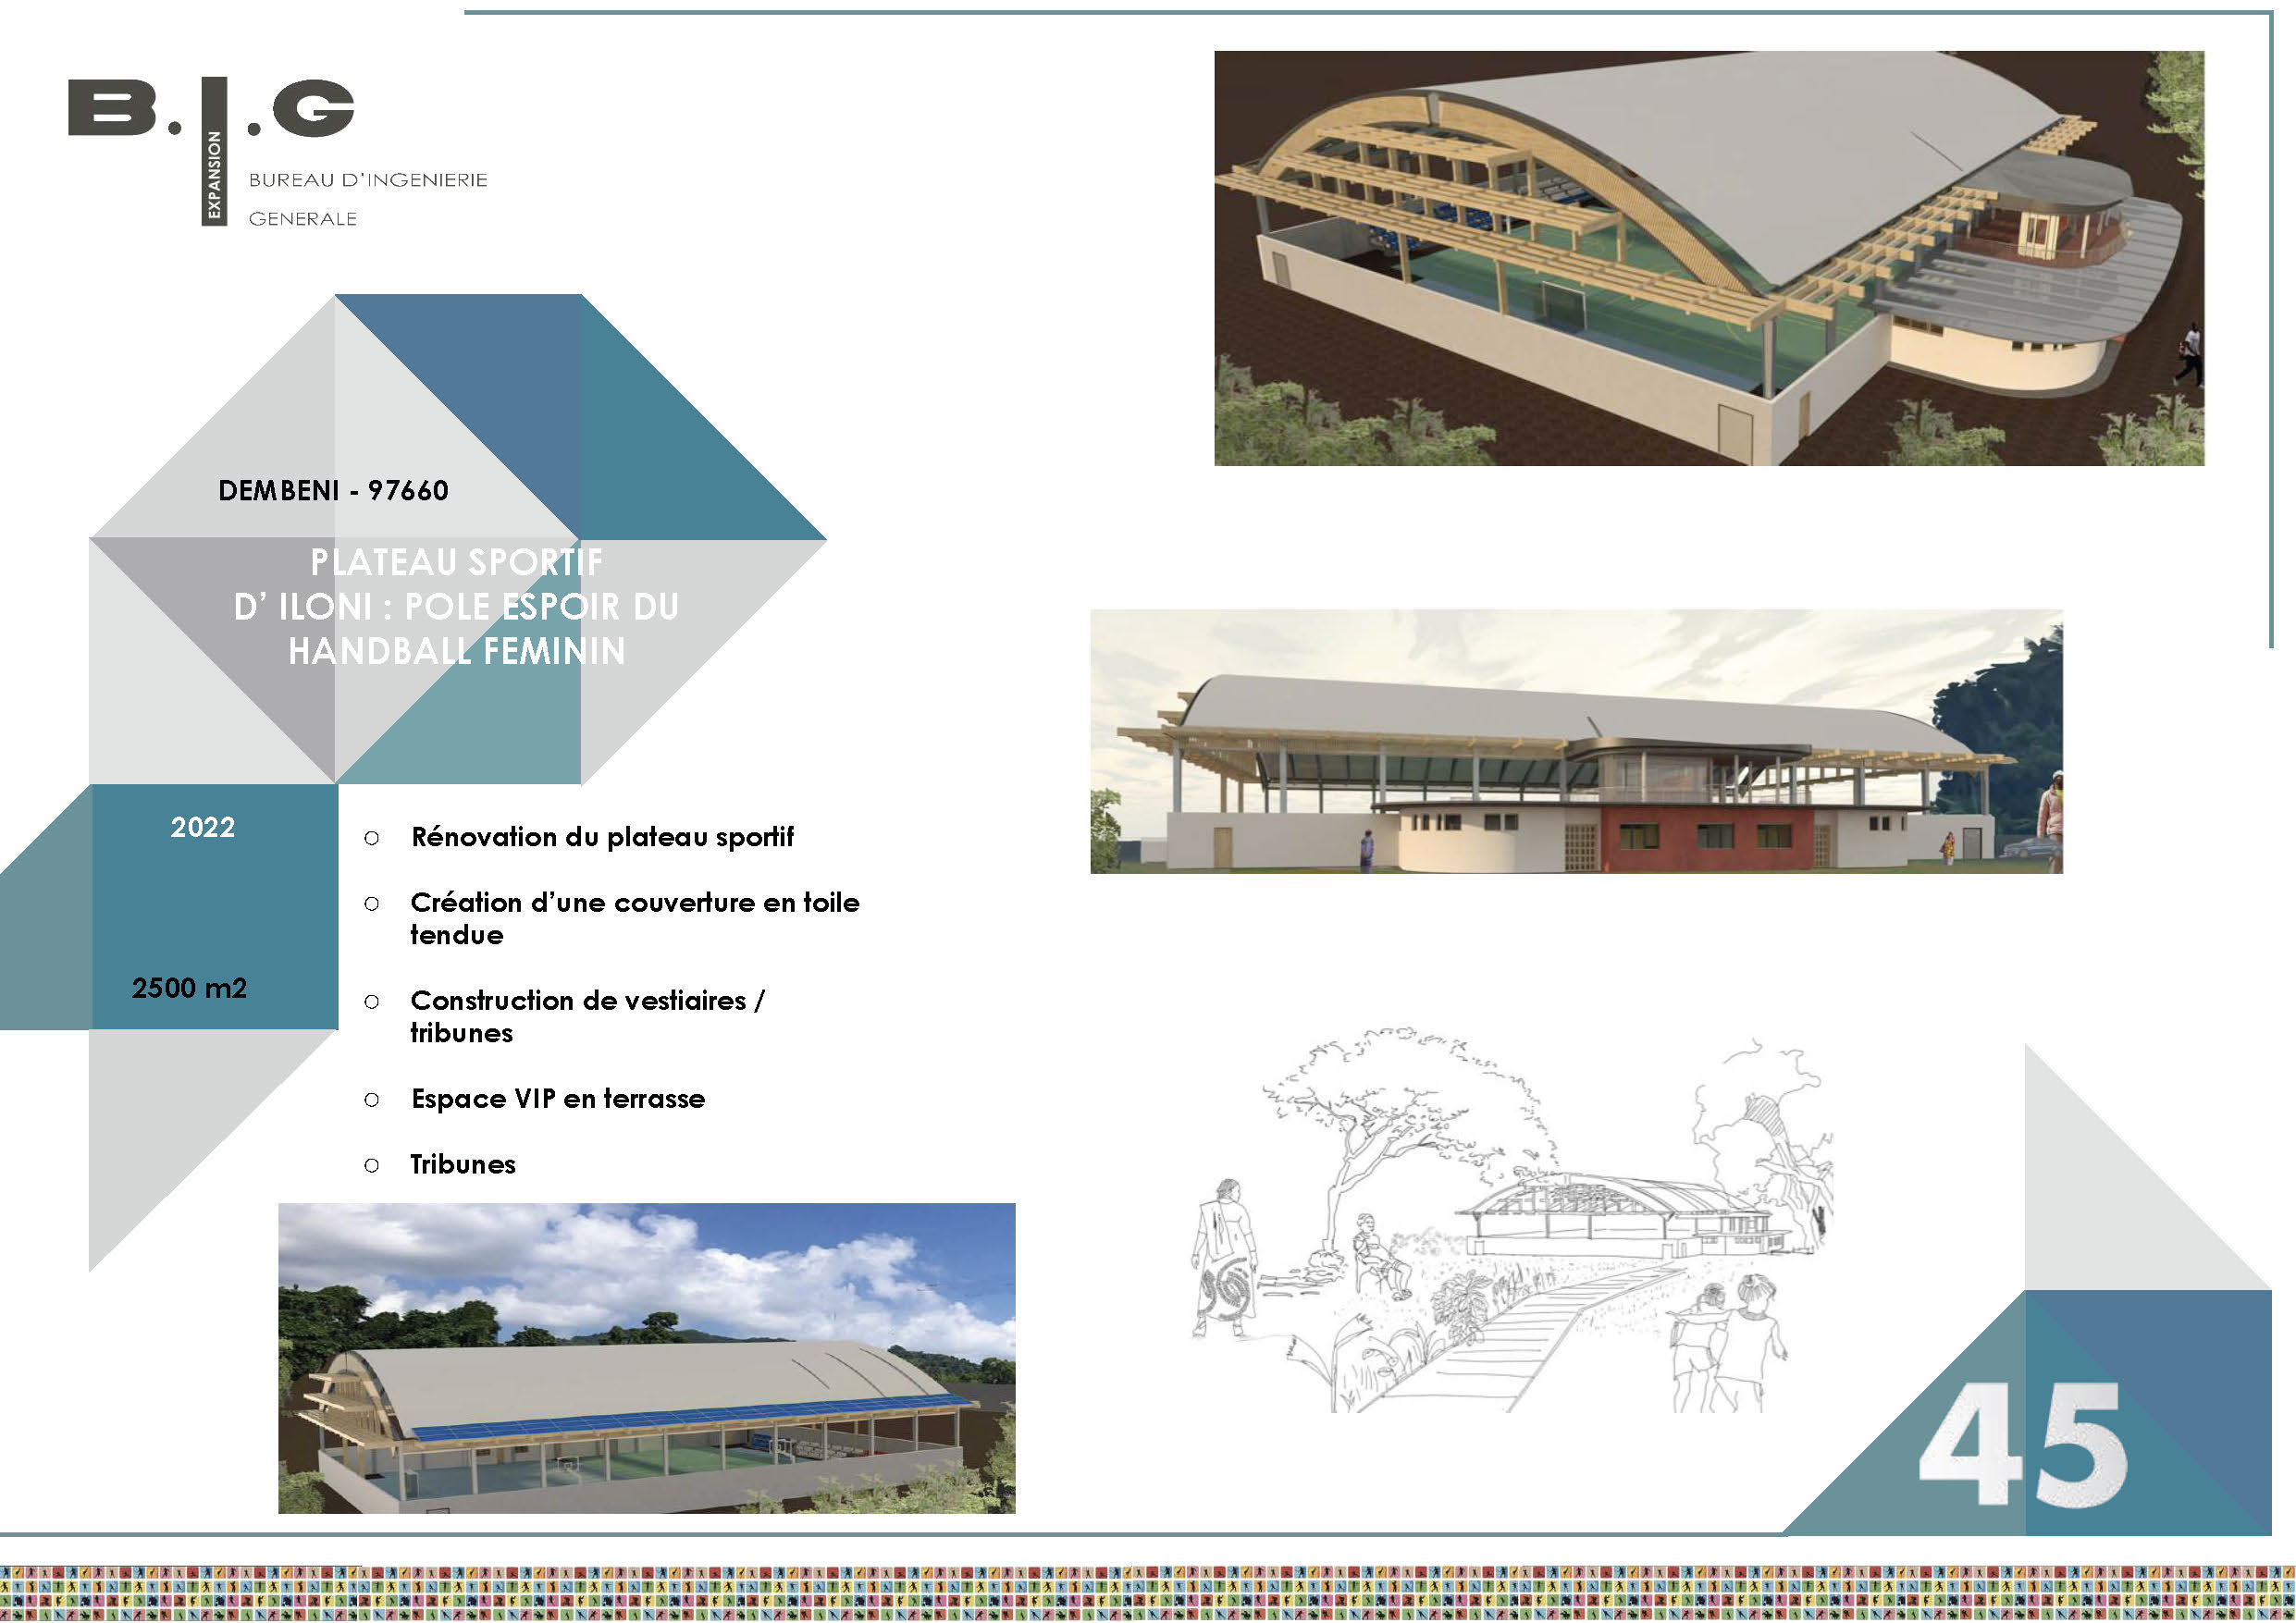 B.I.G
EXPANSION
BUREAU D'INGENIERIE
GENERALE
DEMBENI - 97660
PLATEAU SPORTIF
D' ILONI : POLE ESPOIR DU
HANDBALL FEMININ
2022
2500 m2
○ Rénovation du plateau sportif
○ Création d'une couverture en toile
tendue
○ Construction de vestiaires /
tribunes
○ Espace VIP en terrasse
○ Tribunes
45